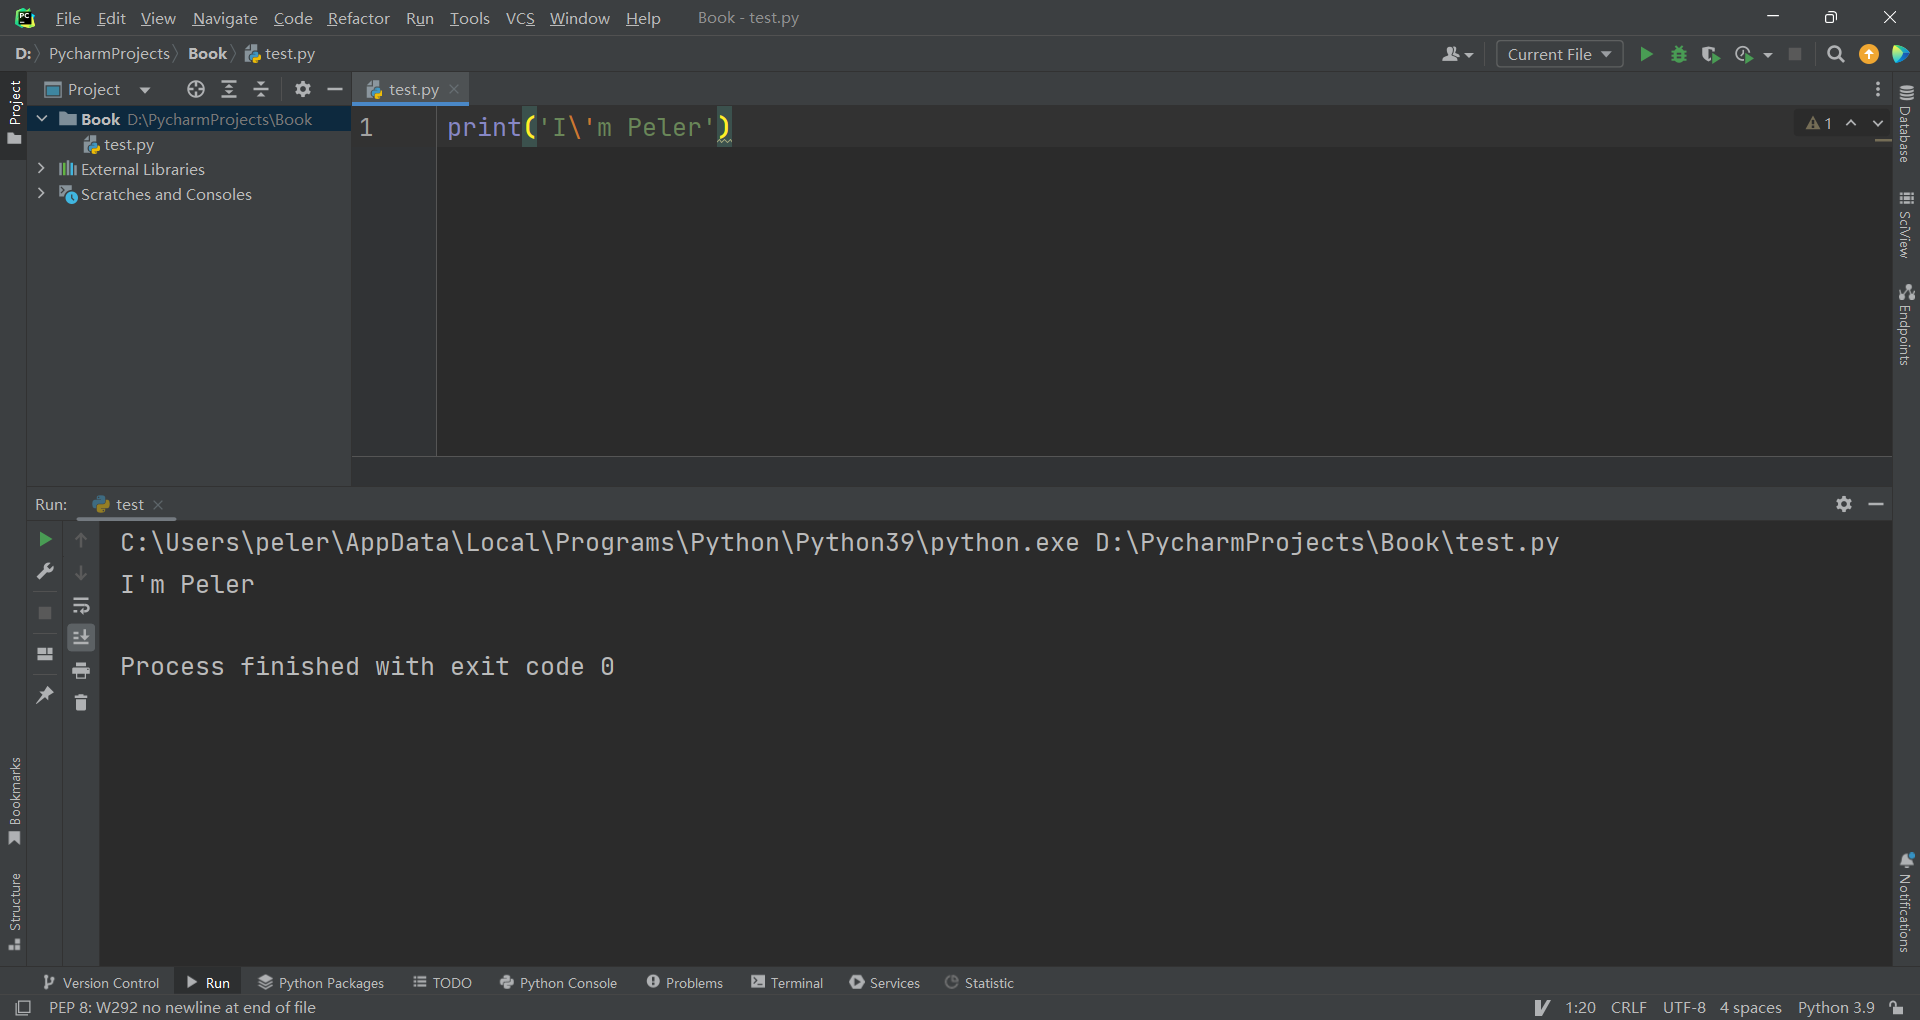 File Edit View Navigate Code Refactor Run Tools VCS Window Help Book - test.py
D: PycharmProjects Book test.py Current File
Project test.py
Project
Book D:\PycharmProjects\Book
test.py
External Libraries
Scratches and Consoles
1 print('I\'m Peler') 1
Database
SciView
Endpoints
Run: test
C:\Users\peler\AppData\Local\Programs\Python\Python39\python.exe D:\PycharmProjects\Book\test.py
I'm Peler
Process finished with exit code 0
Bookmarks
Structure
Notifications
Version Control Run Python Packages TODO Python Console Problems Terminal Services Statistic
PEP 8: W292 no newline at end of file 1:20 CRLF UTF-8 4 spaces Python 3.9